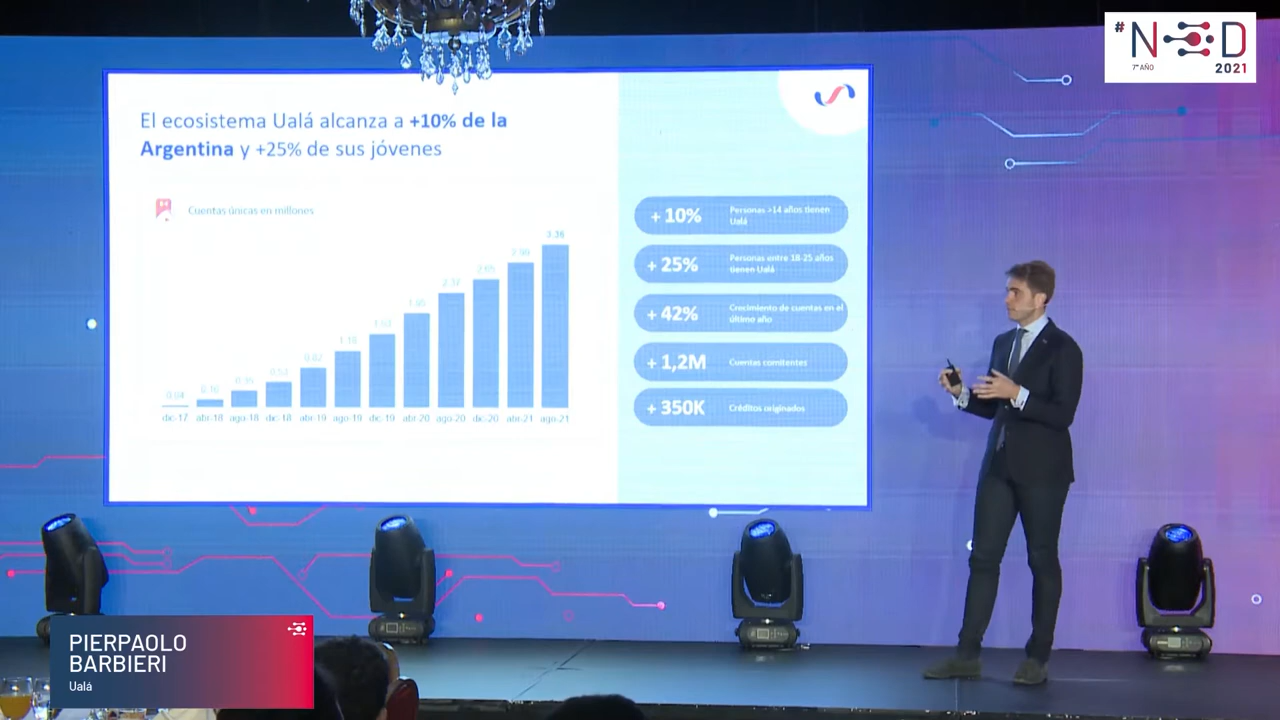 #NED
7mo AÑO
2021
El ecosistema Ualá alcanza a +10% de la
Argentina y +25% de sus jóvenes
Cuentas únicas en millones
3.36
2.98
2.65
2.37
1.95
1.51
1.18
0.82
0.53
0.35
0.16
0.04
dic-17 abr-18 ago-18 dic-18 abr-19 ago-19 dic-19 abr-20 ago-20 dic-20 abr-21 ago-21
+ 10% Personas >14 años tienen
Ualá
+ 25% Personas entre 18-25 años
tienen Ualá
+ 42% Crecimiento de cuentas en el
último año
+ 1,2M Cuentas comitentes
+ 350K Créditos originados
PIERPAOLO
BARBIERI
Ualá